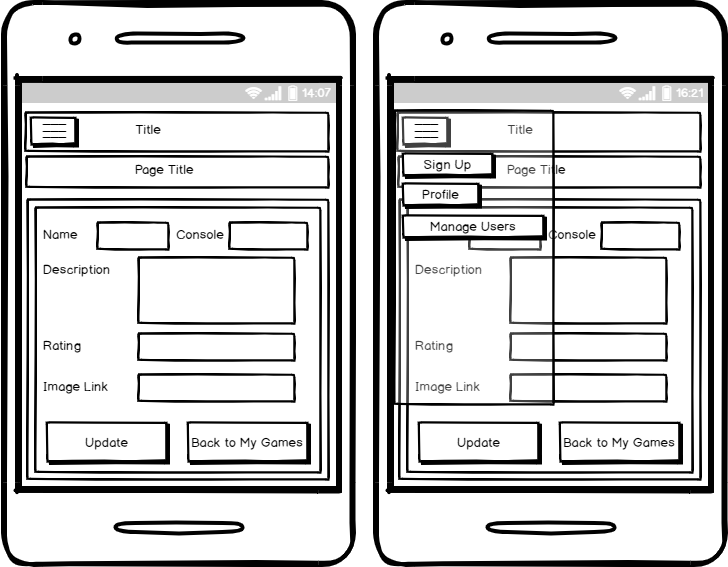 14:07
Title
Page Title
Name Console
Description
Rating
Image Link
Update Back to My Games
16:21
Title
Sign Up
Page Title
Profile
Manage Users
Console
Description
Rating
Image Link
Update Back to My Games